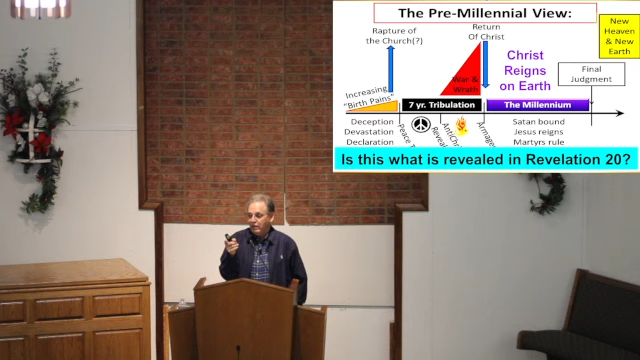 The Pre-Millennial View:
Rapture of
the Church(?)
Return
Of Christ
New
Heaven
& New
Earth
Christ
Reigns
on Earth
Final
Judgment
War &
Wrath
Increasing
"Birth Pains"
7 yr. Tribulation
The Millennium
Deception
Devastation
Declaration
Peace
Satan bound
Jesus reigns
Martyrs rule
Is this what is revealed in Revelation 20?